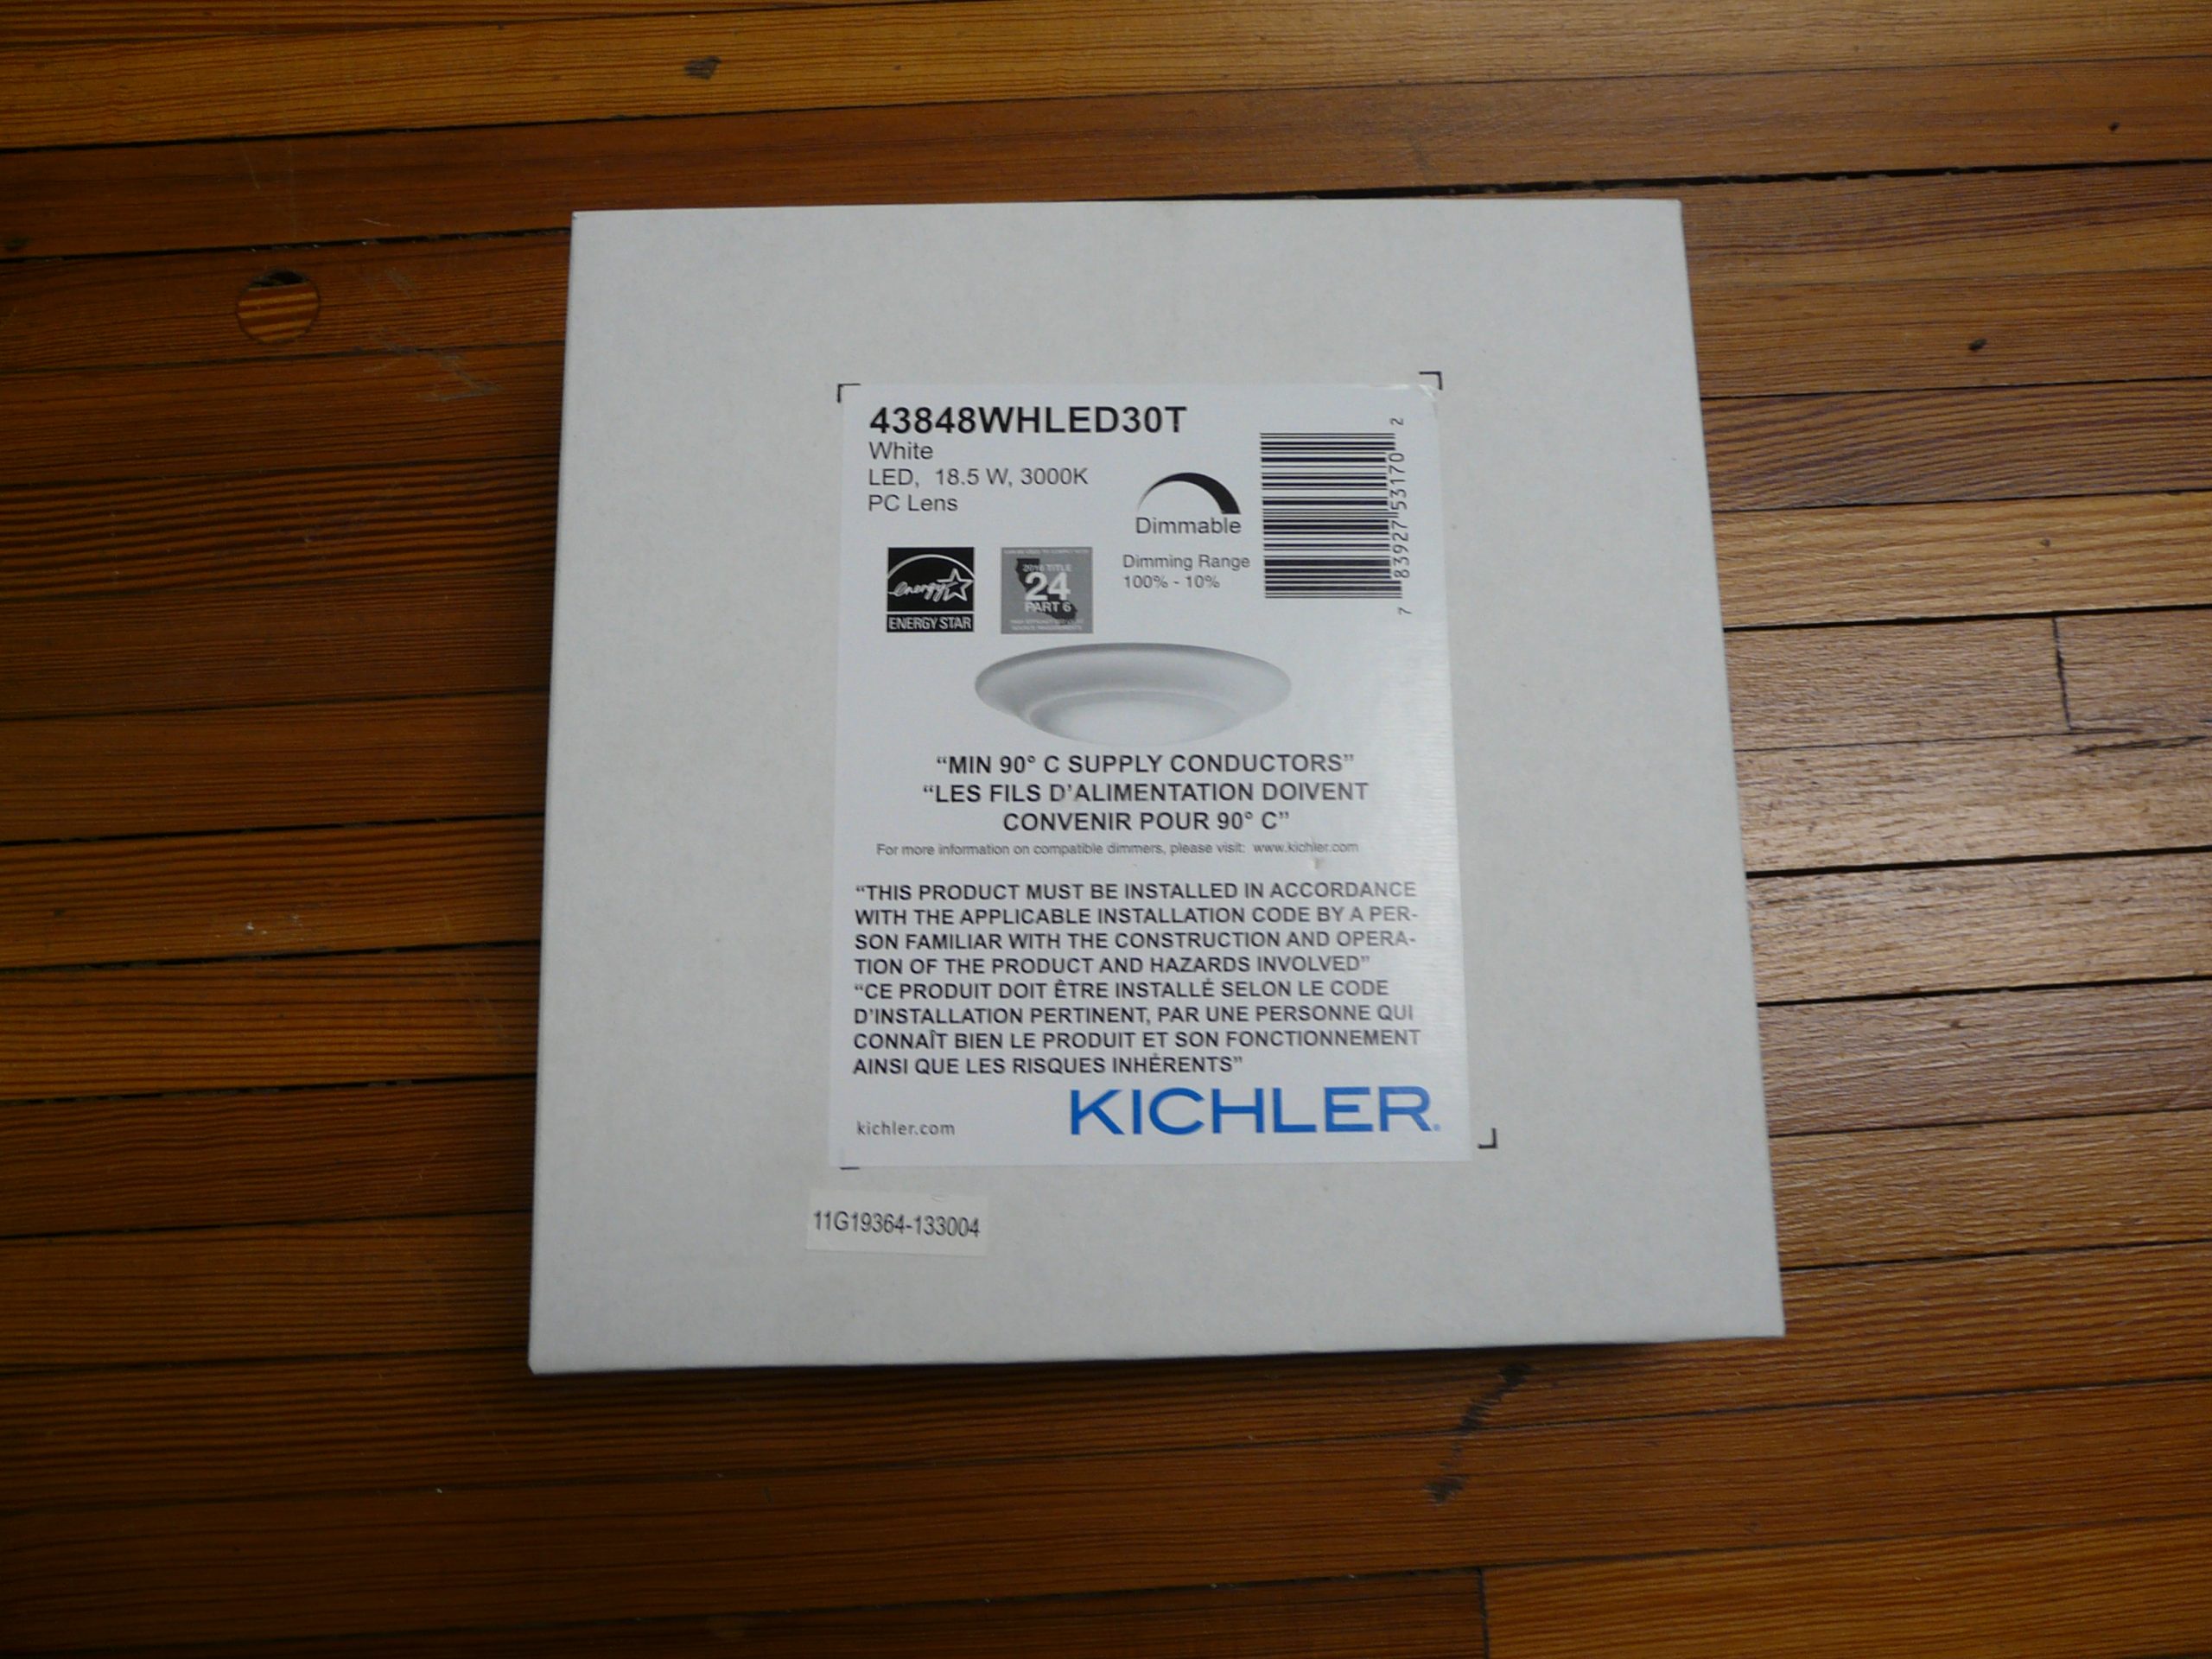 43848WHLED30T
White
LED, 18.5 W, 3000K
PC Lens
Dimmable
Dimming Range
100% - 10%
7 83927 53170 2
energy
ENERGY STAR
TITLE
24
PART 6
“MIN 90° C SUPPLY CONDUCTORS”
“LES FILS D’ALIMENTATION DOIVENT
CONVENIR POUR 90° C”
For more information on compatible dimmers, please visit: www.kichler.com
“THIS PRODUCT MUST BE INSTALLED IN ACCORDANCE
WITH THE APPLICABLE INSTALLATION CODE BY A PER-
SON FAMILIAR WITH THE CONSTRUCTION AND OPERA-
TION OF THE PRODUCT AND HAZARDS INVOLVED”
“CE PRODUIT DOIT ÊTRE INSTALLÉ SELON LE CODE
D’INSTALLATION PERTINENT, PAR UNE PERSONNE QUI
CONNAÎT BIEN LE PRODUIT ET SON FONCTIONNEMENT
AINSI QUE LES RISQUES INHÉRENTS”
kichler.com
KICHLER.
11G19364-133004